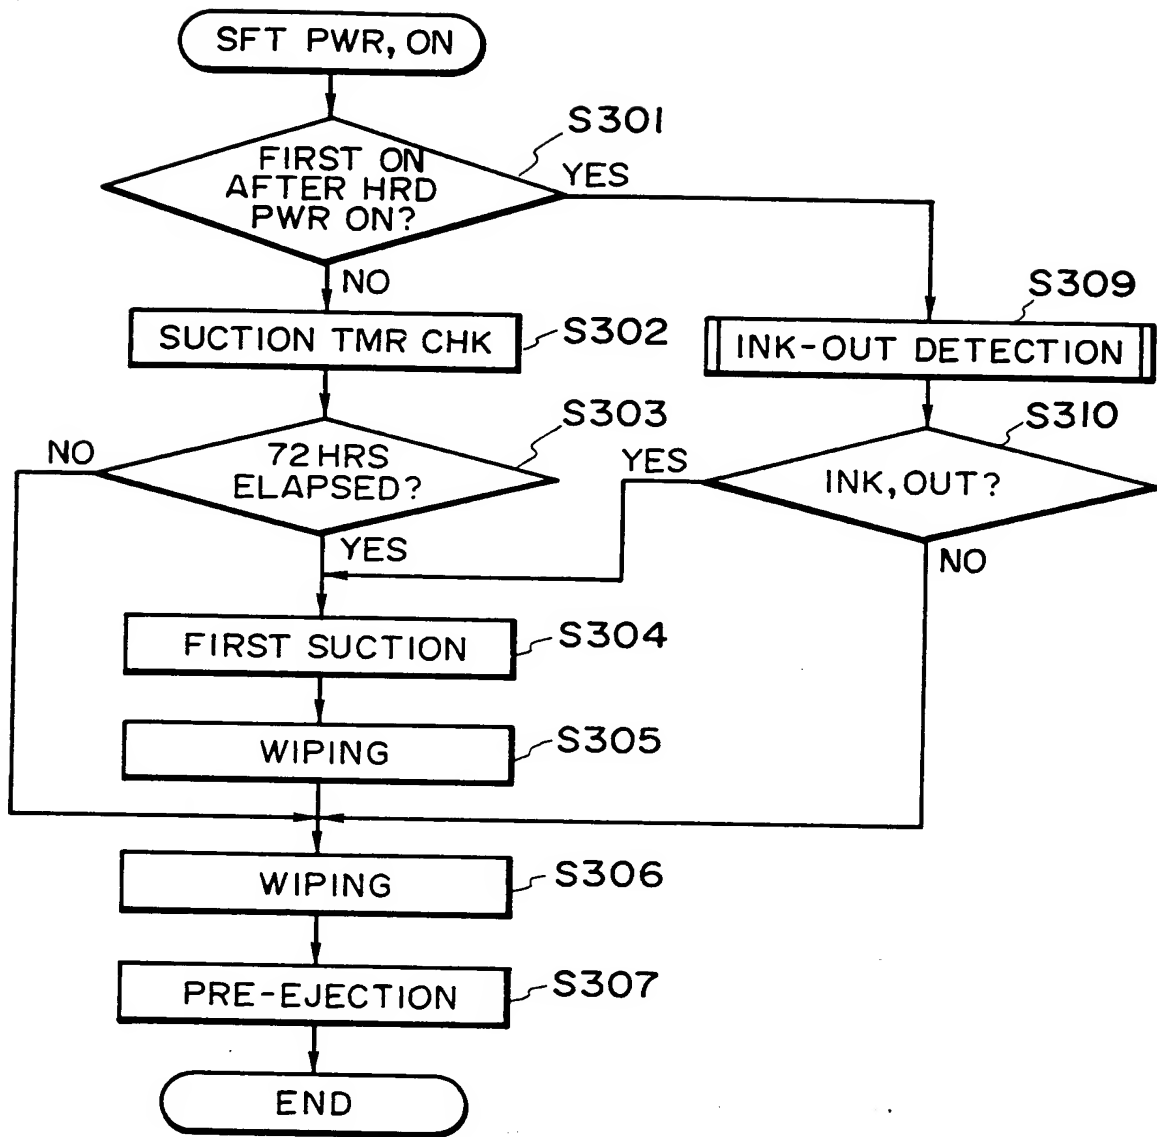 SFT PWR, ON
S301
FIRST ON
AFTER HRD
PWR ON?
YES
NO
S309
SUCTION TMR CHK
S302
INK-OUT DETECTION
S303
S310
NO
72 HRS
ELAPSED?
YES
INK, OUT?
YES
NO
FIRST SUCTION
S304
WIPING
S305
WIPING
S306
PRE-EJECTION
S307
END